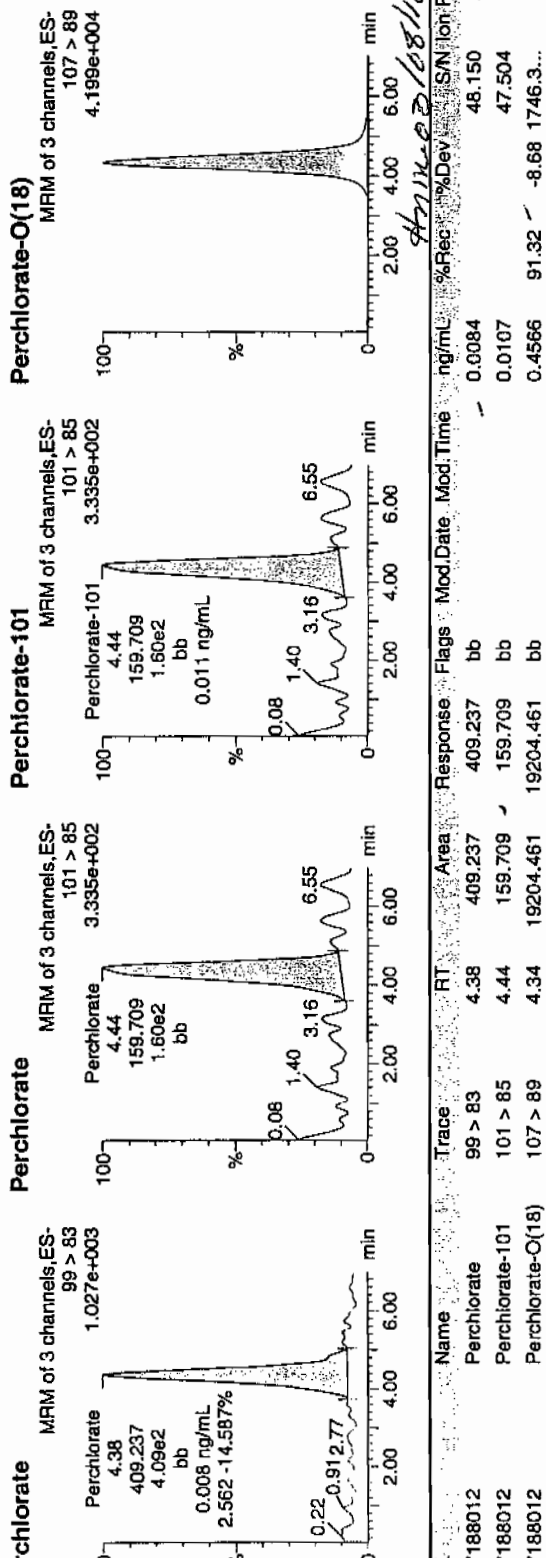 rchlorate
MRM of 3 channels,ES-
99 > 83
1.027e+003
Perchlorate
4.38
409.237
4.09e2
bb
0.008 ng/mL
2.562 -14.587%
0.22
0.91
2.77
2.00
4.00
6.00
min
Perchlorate
MRM of 3 channels,ES-
101 > 85
3.335e+002
100
%
0
Perchlorate
4.44
159.709
1.60e2
bb
0.08
1.40
3.16
6.55
2.00
4.00
6.00
min
Perchlorate-101
MRM of 3 channels,ES-
101 > 85
3.335e+002
100
%
0
Perchlorate-101
4.44
159.709
1.60e2
bb
0.011 ng/mL
0.08
1.40
3.16
6.55
2.00
4.00
6.00
min
Perchlorate-O(18)
MRM of 3 channels,ES-
107 > 89
4.199e+004
100
%
0
2.00
4.00
6.00
min
Name Trace RT Area Response Flags Mod.Date Mod.Time ng/mL %Rec %Dev S/N Ion
7188012 Perchlorate 99 > 83 4.38 409.237 409.237 bb 0.0084 48.150
7188012 Perchlorate-101 101 > 85 4.44 159.709 159.709 bb 0.0107 47.504
7188012 Perchlorate-O(18) 107 > 89 4.34 19204.461 19204.461 bb 0.4566 91.32 -8.68 1746.3...